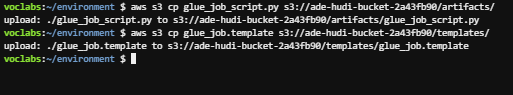 voclabs:~/environment $ aws s3 cp glue_job_script.py s3://ade-hudi-bucket-2a43fb90/artifacts/
upload: ./glue_job_script.py to s3://ade-hudi-bucket-2a43fb90/artifacts/glue_job_script.py
voclabs:~/environment $ aws s3 cp glue_job.template s3://ade-hudi-bucket-2a43fb90/templates/
upload: ./glue_job.template to s3://ade-hudi-bucket-2a43fb90/templates/glue_job.template
voclabs:~/environment $